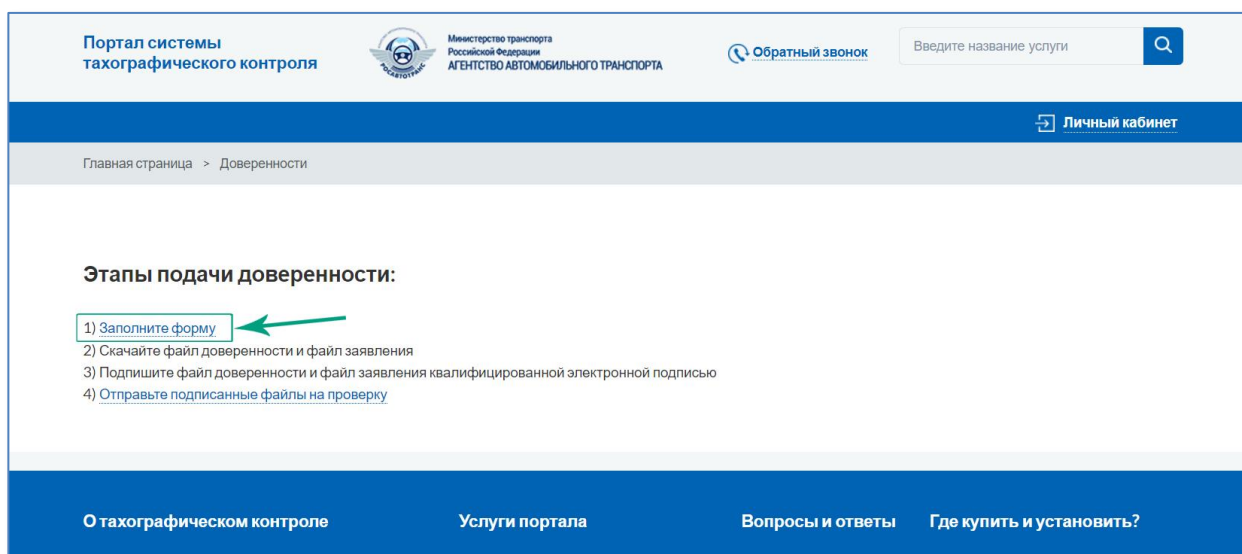 Портал системы
тахографического контроля
РОСАВТОТРАНС
Министерство транспорта
Российской Федерации
АГЕНТСТВО АВТОМОБИЛЬНОГО ТРАНСПОРТА
Обратный звонок
Введите название услуги
Личный кабинет
Главная страница > Доверенности
Этапы подачи доверенности:
1) Заполните форму
2) Скачайте файл доверенности и файл заявления
3) Подпишите файл доверенности и файл заявления квалифицированной электронной подписью
4) Отправьте подписанные файлы на проверку
О тахографическом контроле
Услуги портала
Вопросы и ответы
Где купить и установить?